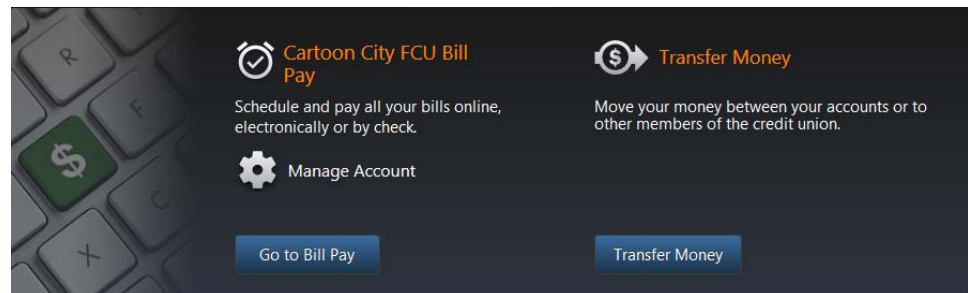 Cartoon City FCU Bill
Pay
Schedule and pay all your bills online,
electronically or by check.
Manage Account
Go to Bill Pay
Transfer Money
Move your money between your accounts or to
other members of the credit union.
Transfer Money
R
F
$
C
X
$